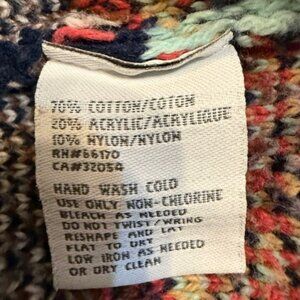 70% COTTON/COTON
20% ACRYLIC/ACRYLIQUE
10% NYLON/NYLON
RN#66170
CA#32054
HAND WASH COLD
USE ONLY NON-CHLORINE
BLEACH AS NEEDED
DO NOT TWIST/WRING
RESHAPE AND LAY
FLAT TO DRY
LOW IRON AS NEEDED
OR DRY CLEAN